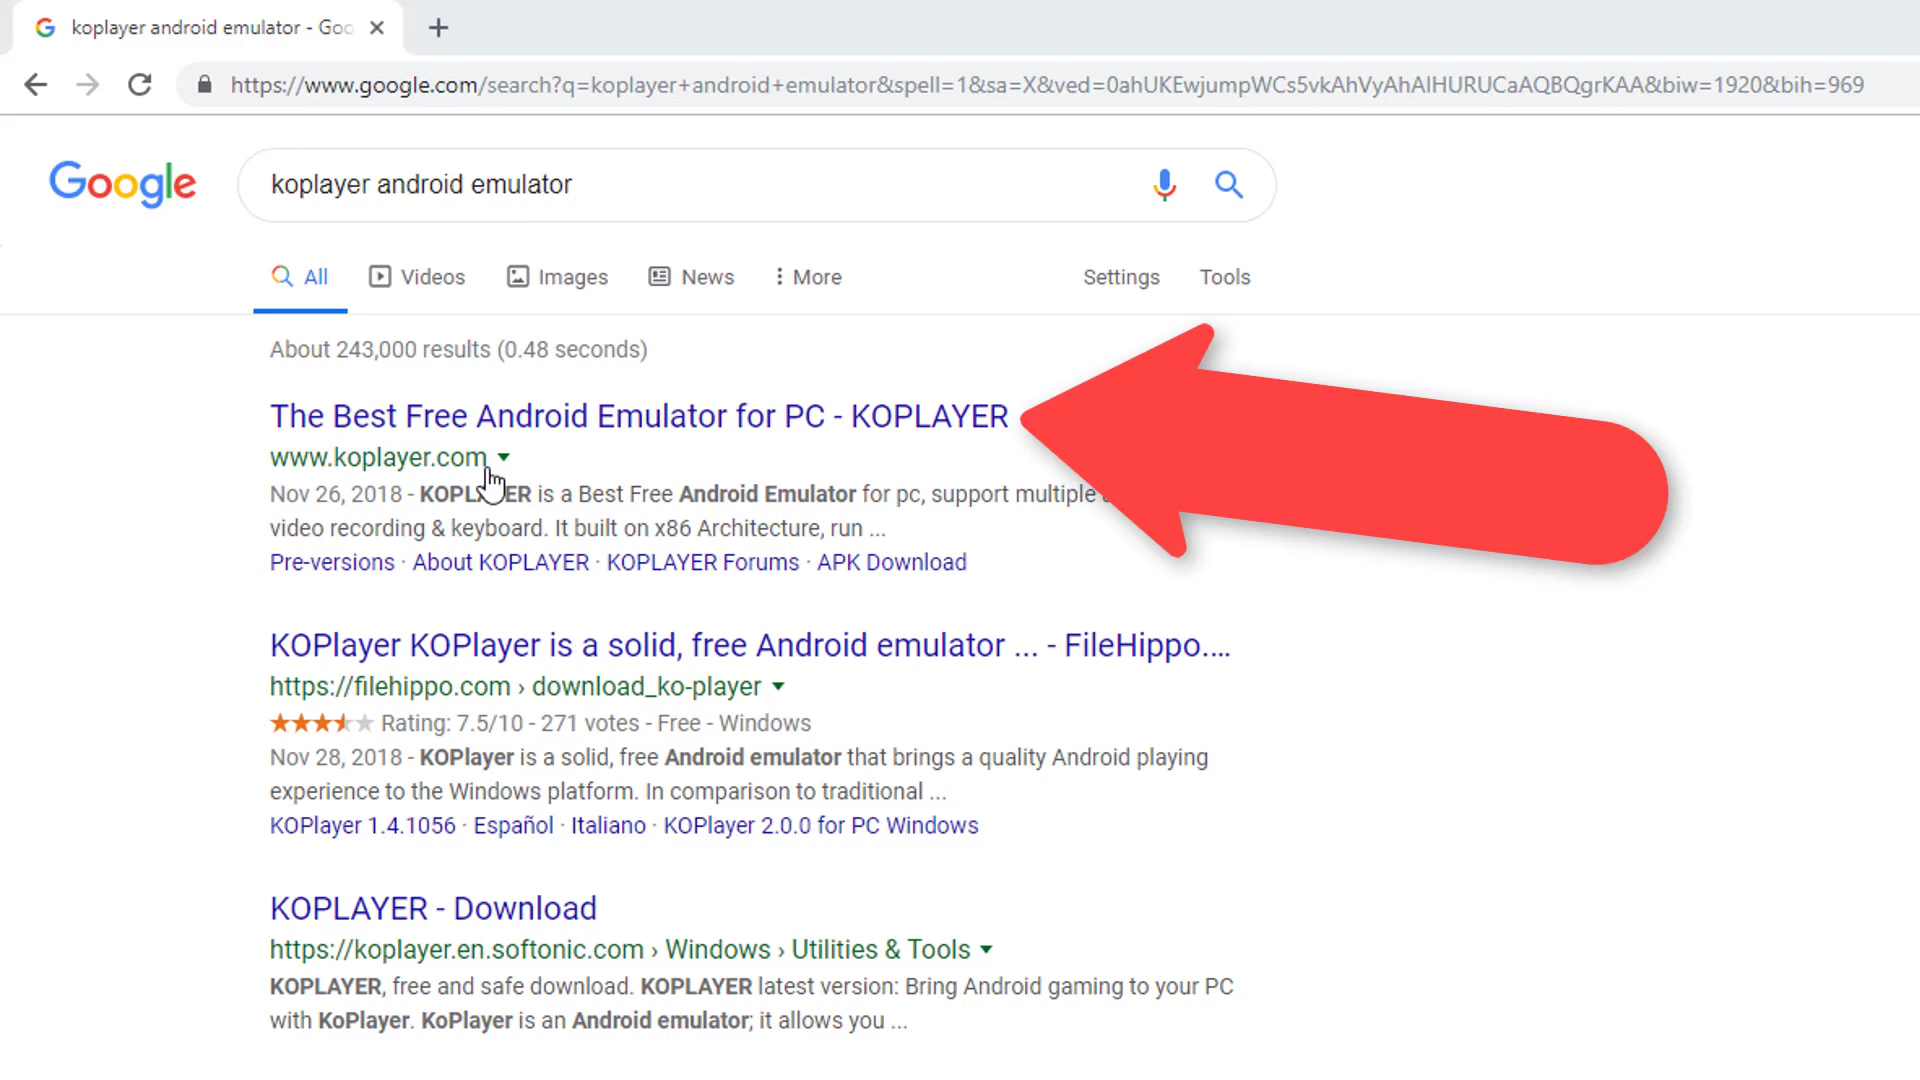 koplayer android emulator - Goo
https://www.google.com/search?q=koplayer+android+emulator&spell=1&sa=X&ved=0ahUKEwjumpWCs5vkAhVyAhAIHURUCaAQBQgrKAA&biw=1920&bih=969
Google
koplayer android emulator
All Videos Images News More Settings Tools
About 243,000 results (0.48 seconds)
The Best Free Android Emulator for PC - KOPLAYER
www.koplayer.com
Nov 26, 2018 - KOPLAYER is a Best Free Android Emulator for pc, support multiple
video recording & keyboard. It built on x86 Architecture, run ...
Pre-versions · About KOPLAYER · KOPLAYER Forums · APK Download
KOPlayer KOPlayer is a solid, free Android emulator ... - FileHippo....
https://filehippo.com › download_ko-player
Rating: 7.5/10 - 271 votes - Free - Windows
Nov 28, 2018 - KOPlayer is a solid, free Android emulator that brings a quality Android playing
experience to the Windows platform. In comparison to traditional ...
KOPlayer 1.4.1056 · Español · Italiano · KOPlayer 2.0.0 for PC Windows
KOPLAYER - Download
https://koplayer.en.softonic.com › Windows › Utilities & Tools
KOPLAYER, free and safe download. KOPLAYER latest version: Bring Android gaming to your PC
with KoPlayer. KoPlayer is an Android emulator; it allows you ...